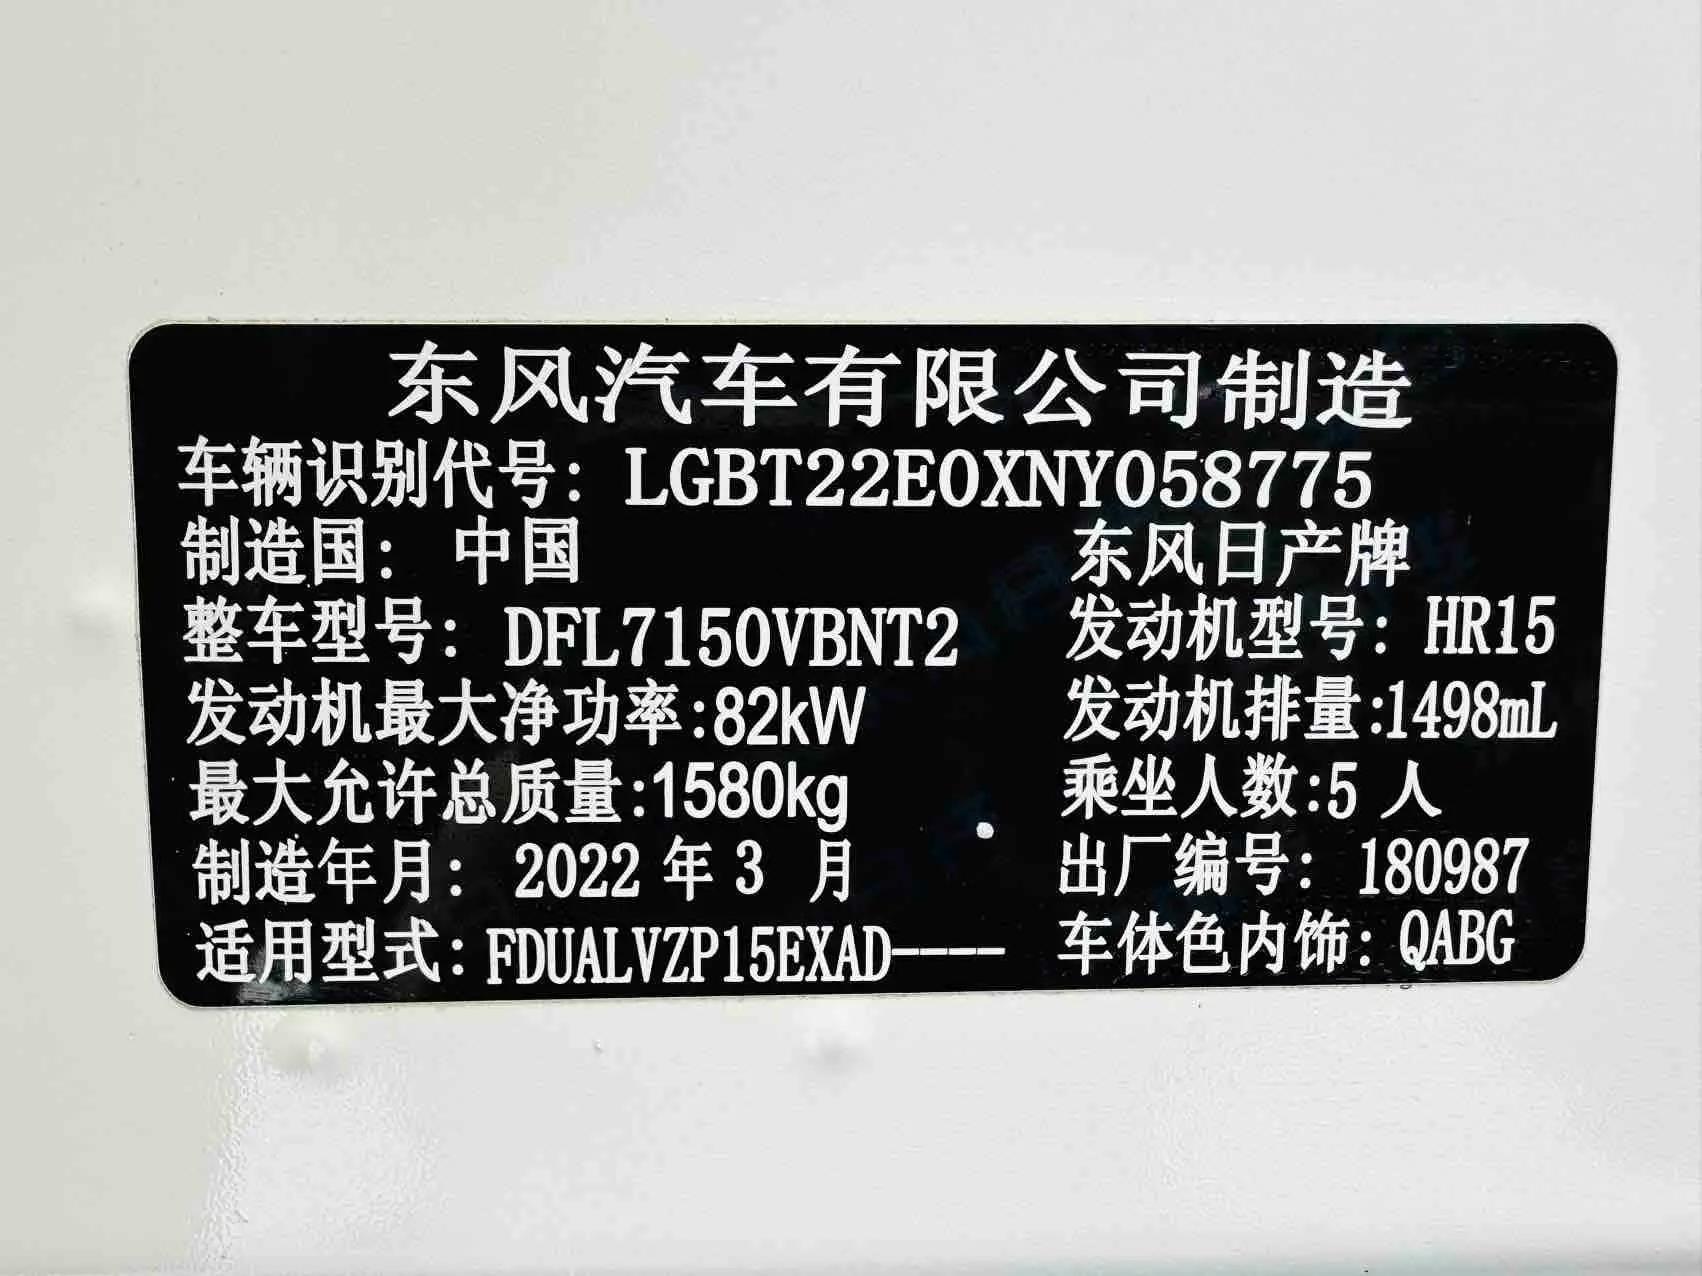 东风汽车有限公司制造
车辆识别代号: LGBT22E0XNY058775
制造国: 中国 东风日产牌
整车型号: DFL7150VBNT2 发动机型号: HR15
发动机最大净功率:82kW 发动机排量:1498mL
最大允许总质量:1580kg 乘坐人数:5 人
制造年月: 2022 年 3 月 出厂编号: 180987
适用型式: FDUALVZP15EXAD---- 车体色内饰: QABG